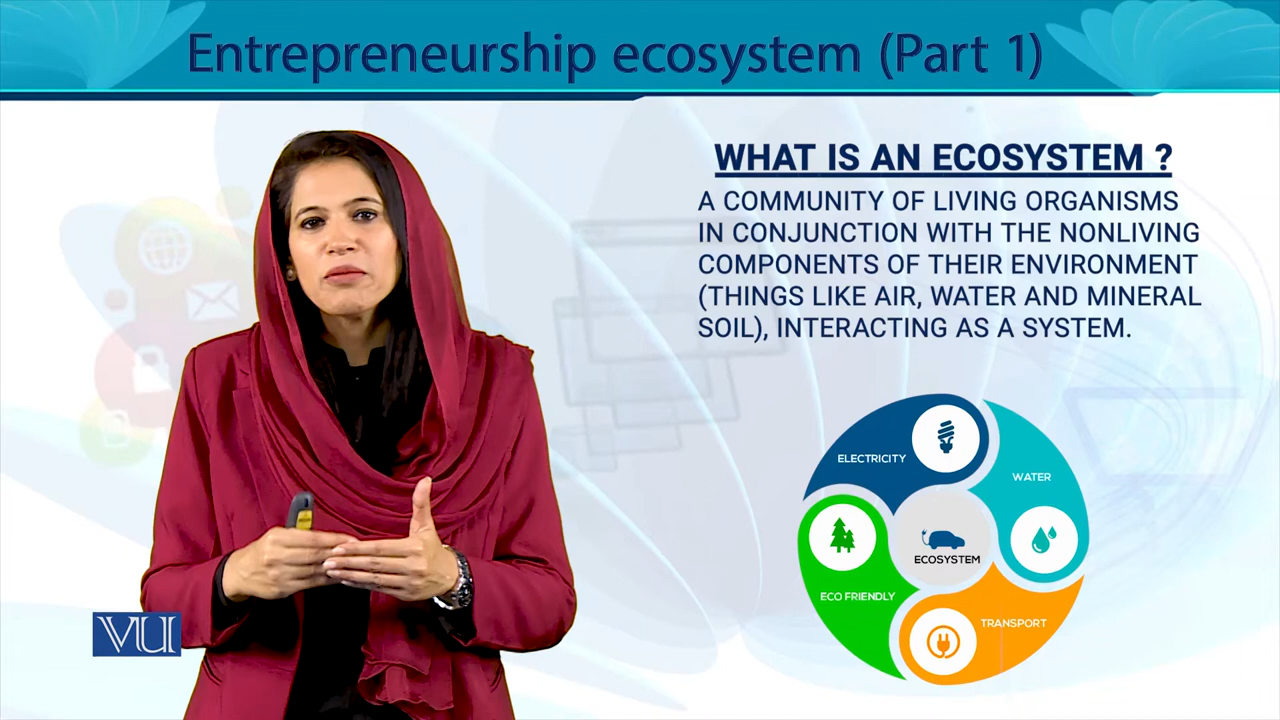 Entrepreneurship ecosystem (Part 1)
WHAT IS AN ECOSYSTEM ?
A COMMUNITY OF LIVING ORGANISMS
IN CONJUNCTION WITH THE NONLIVING
COMPONENTS OF THEIR ENVIRONMENT
(THINGS LIKE AIR, WATER AND MINERAL
SOIL), INTERACTING AS A SYSTEM.
ELECTRICITY
WATER
ECOSYSTEM
ECO FRIENDLY
TRANSPORT
VU